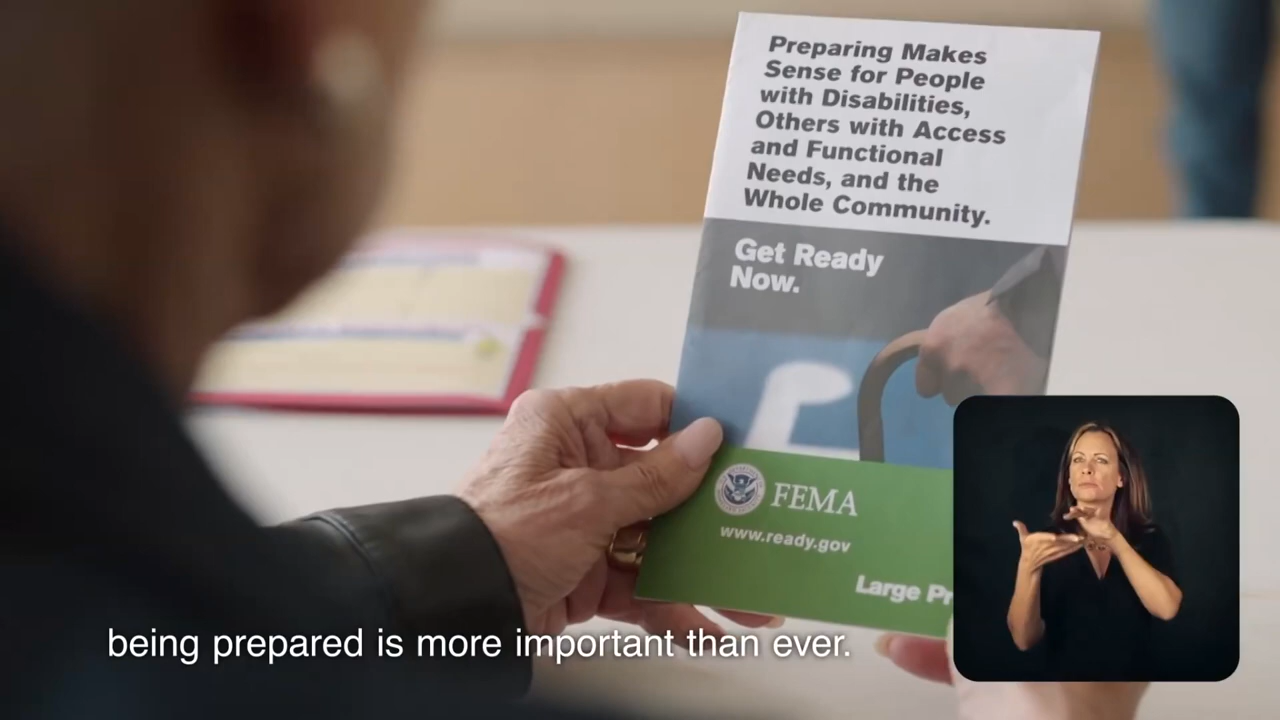 Preparing Makes
Sense for People
with Disabilities,
Others with Access
and Functional
Needs, and the
Whole Community.
Get Ready
Now.
FEMA
www.ready.gov
Large
being prepared is more important than ever.